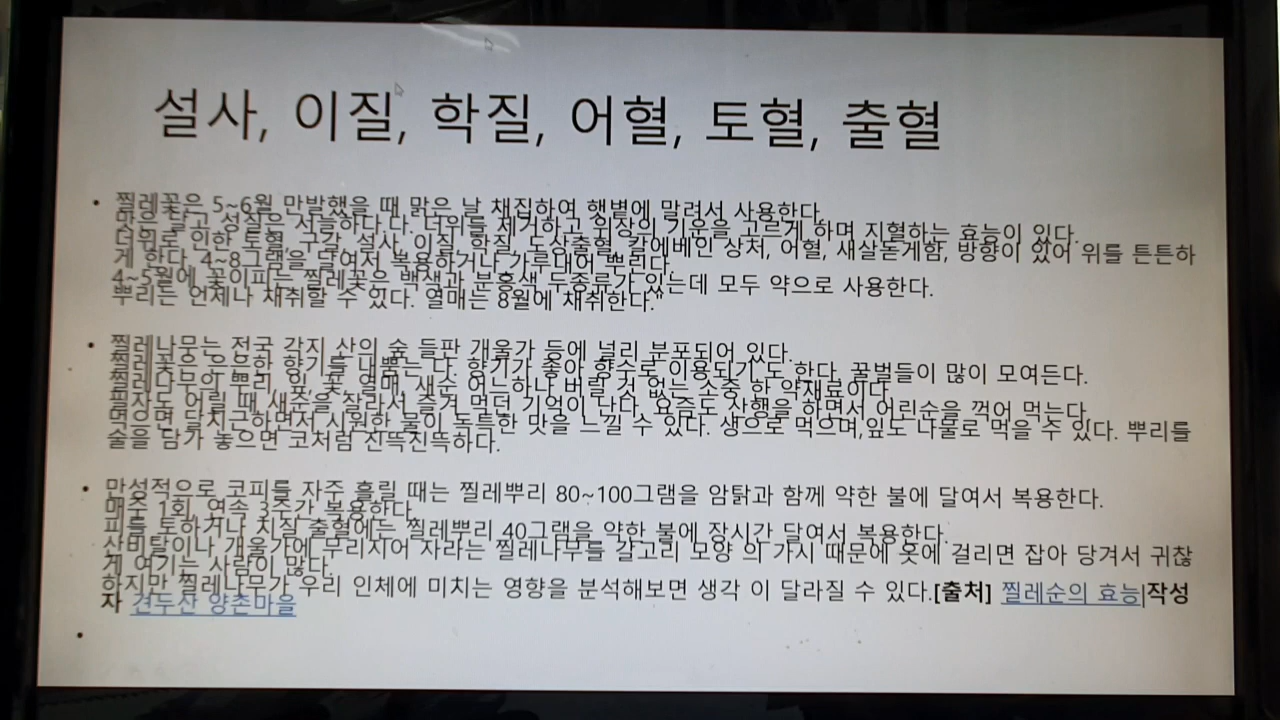 설사, 이질, 학질, 어혈, 토혈, 출혈
• 찔레꽃은 5~6월 만발했을 때 맑은 날 채집하여 햇볕에 말려서 사용한다.
맛은 달고 성질은 서늘하다.다. 더위를 제거하고 위장의 기운을 고르게 하며 지혈하는 효능이 있다.
더위로 인한 토혈, 구갈, 설사, 이질, 학질, 도상출혈, 칼에베인 상처, 어혈, 새살돋게함, 방향이 있어 위를 튼튼하
게 한다. 4~8그램을 달여서 복용하거나 가루내어 뿌린다.
4~5월에 꽃이피는 찔레꽃은 백색과 분홍색 두종류가 있는데 모두 약으로 사용한다.
뿌리는 언제나 채취할 수 있다. 열매는 8월에 채취한다."
• 찔레나무는 전국 각지 산의 숲 들판 개울가 등에 널리 분포되어 있다.
찔레꽃은 은은한 향기를 내뿜는 다. 향기가 좋아 향수로 이용되기 도 한다. 꿀벌들이 많이 모여든다.
찔레나무의 뿌리, 잎, 꽃, 열매, 새순 어느하나 버릴 것 없는 소중 한 약재료이다.
필자도 어릴 때 새순을 잘라서 즐겨 먹던 기억이 난다. 요즘도 산행을 하면서 어린순을 꺽어 먹는다.
먹으면 달치근하면서 시원한 물이 독특한 맛을 느낄 수 있다. 생으로 먹으며,잎도 나물로 먹을 수 있다. 뿌리를
술을 담가 놓으면 코처럼 진뜩진뜩하다.
• 만성적으로 코피를 자주 흘릴 때는 찔레뿌리 80~100그램을 암탉과 함께 약한 불에 달여서 복용한다.
매주 1회, 연속 3주간 복용한다.
피를 토하거나 치질 출혈에는 찔레뿌리 40그램을 약한 불에 장시간 달여서 복용한다.
산비탈이나 개울가에 무리지어 자라는 찔레나무를 갈고리 모양 의 가시 때문에 옷에 걸리면 잡아 당겨서 귀찮
게 여기는 사람이 많다.
하지만 찔레나무가 우리 인체에 미치는 영향을 분석해보면 생각 이 달라질 수 있다.[출처] 찔레순의 효능|작성
자 견두산 양촌마을
•